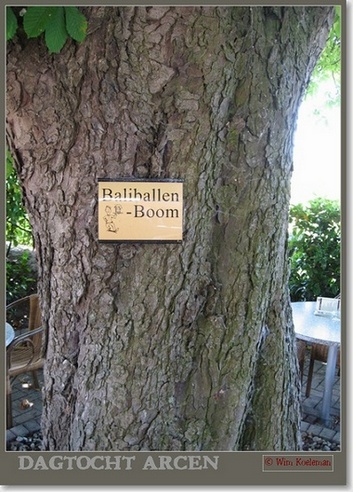 Baliballen
-Boom
DAGTOCHT ARCEN
© Wim Koeleman